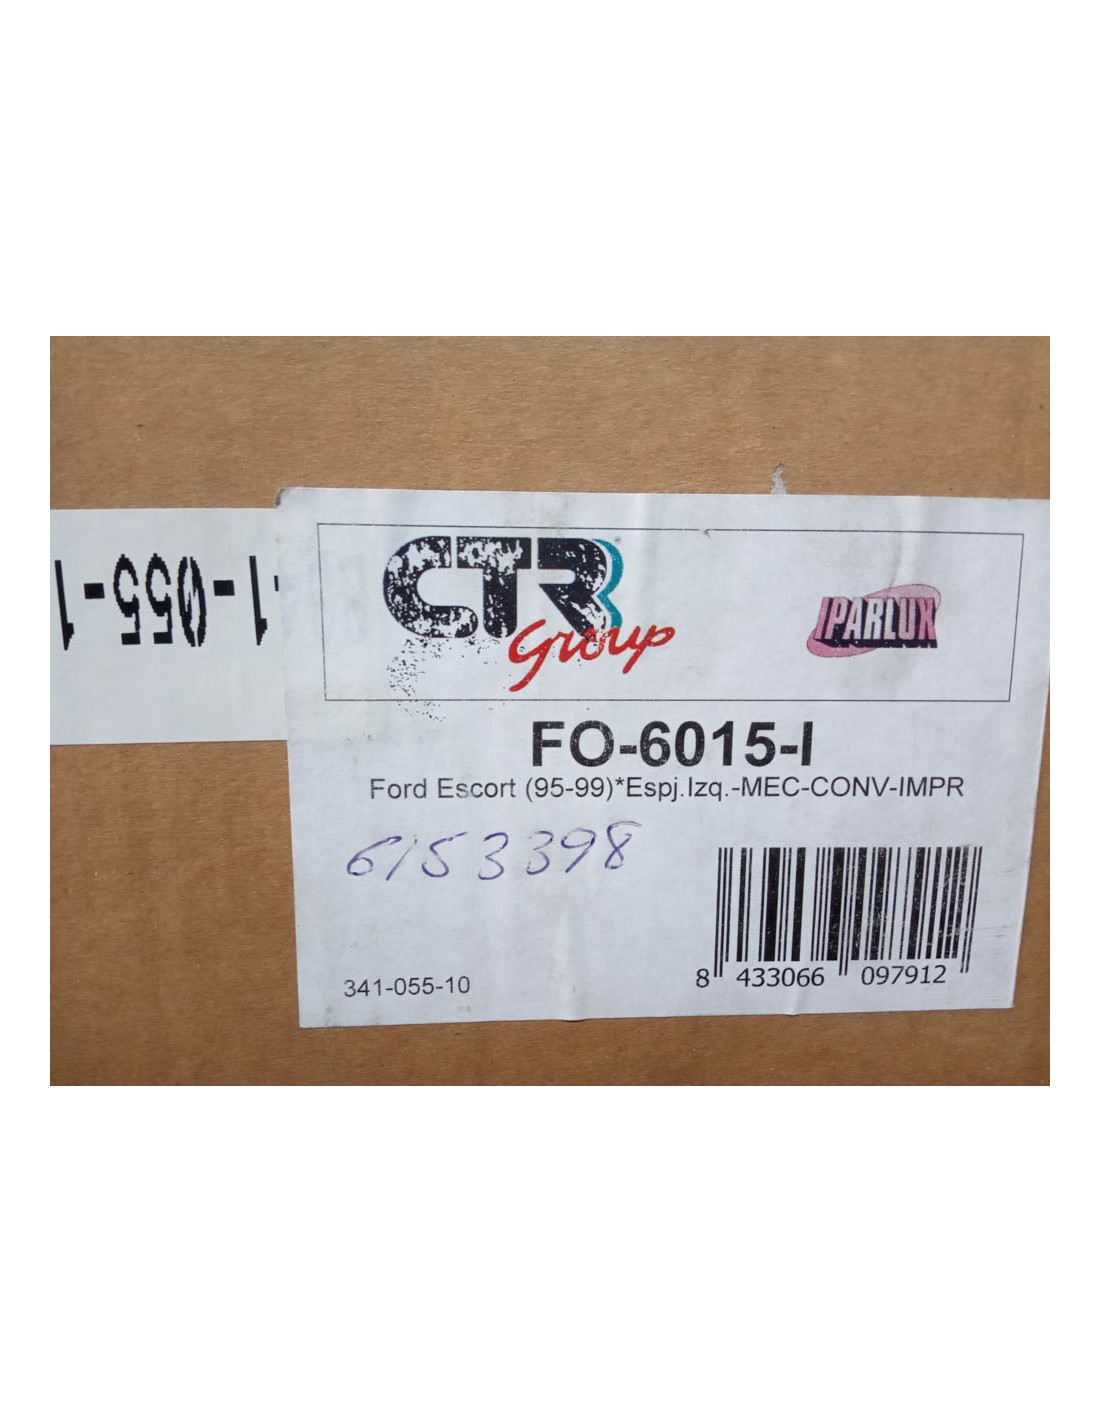 CTR
Group
IPARLUX
FO-6015-I
Ford Escort (95-99)*Espj.Izq.-MEC-CONV-IMPR
6153398
341-055-10
8 433066 097912
1-055-1